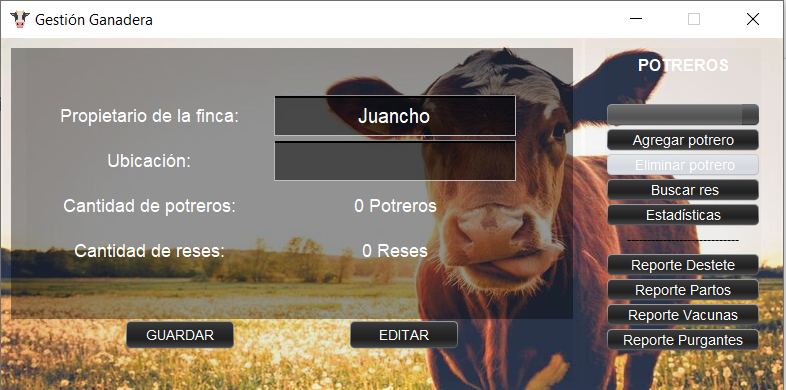 Gestión Ganadera
Propietario de la finca:
Juancho
Ubicación:
Cantidad de potreros:
0 Potreros
Cantidad de reses:
0 Reses
GUARDAR
EDITAR
POTREROS
Agregar potrero
Eliminar potrero
Buscar res
Estadísticas
----------------------------
Reporte Destete
Reporte Partos
Reporte Vacunas
Reporte Purgantes